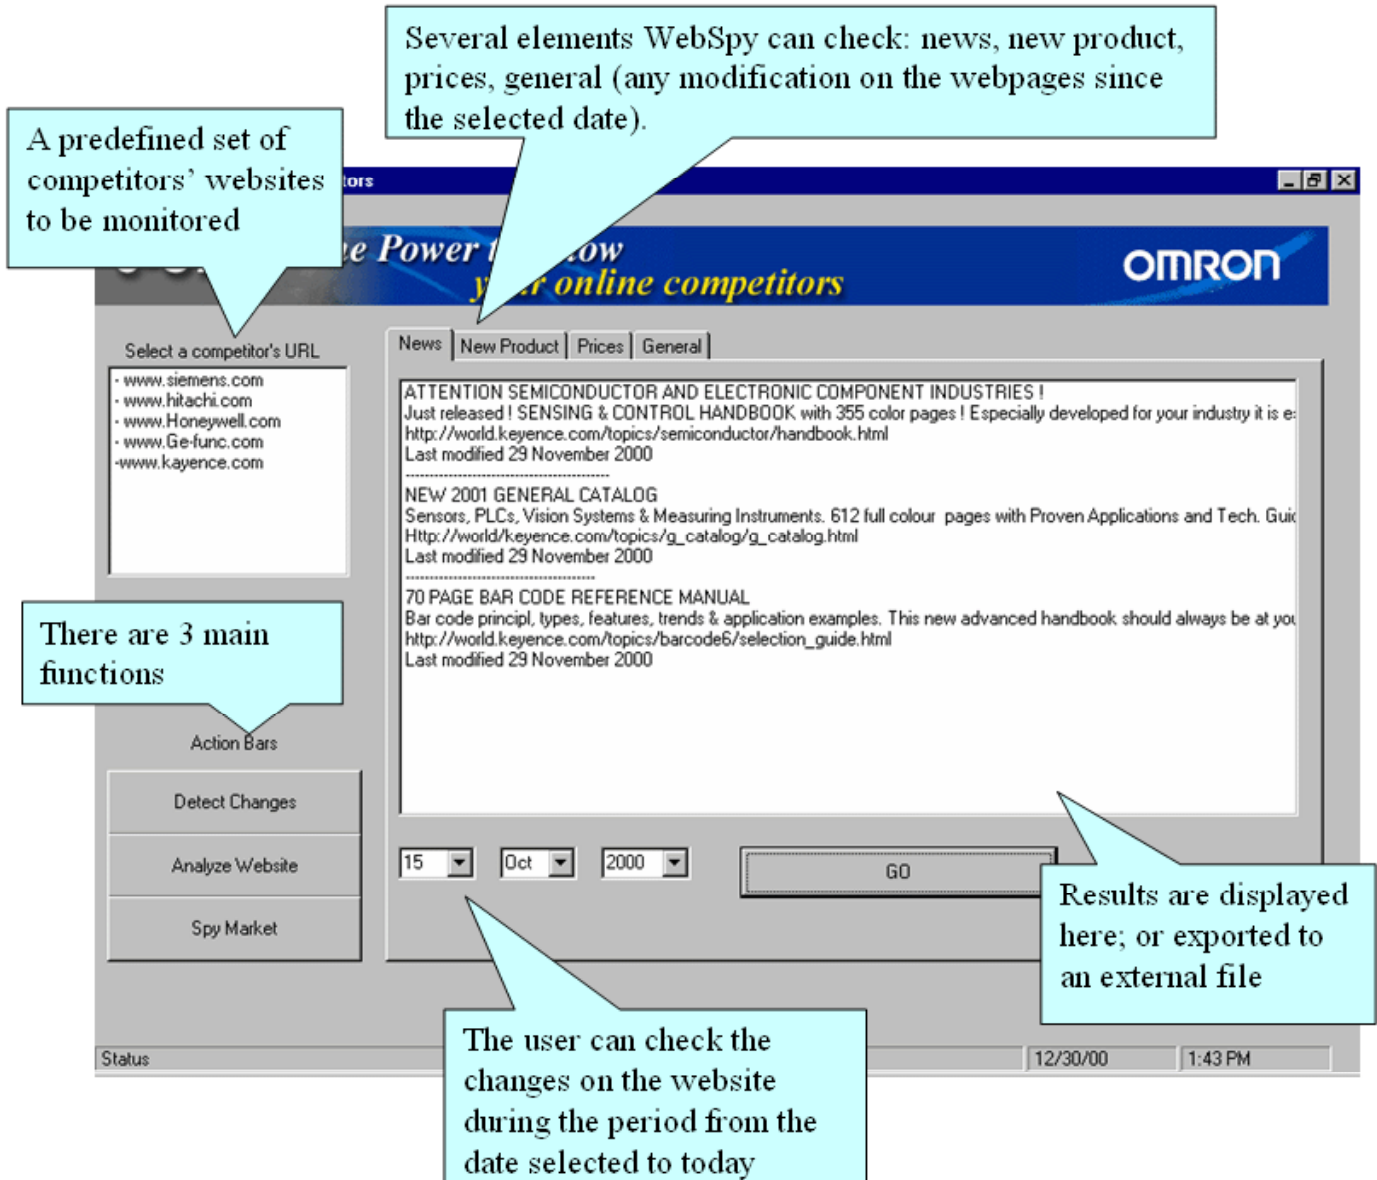 Several elements WebSpy can check: news, new product,
prices, general (any modification on the webpages since
the selected date).
A predefined set of
competitors' websites
to be monitored
tors
Power
your online competitors
OMRON
Select a competitor's URL
- www.siemens.com
- www.hitachi.com
- www.Honeywell.com
- www.Ge-func.com
-www.kayence.com
News New Product Prices General
ATTENTION SEMICONDUCTOR AND ELECTRONIC COMPONENT INDUSTRIES !
Just released ! SENSING & CONTROL HANDBOOK with 355 color pages ! Especially developed for your industry it is e
http://world.keyence.com/topics/semiconductor/handbook.html
Last modified 29 November 2000
----------------------------------------
NEW 2001 GENERAL CATALOG
Sensors, PLCs, Vision Systems & Measuring Instruments. 612 full colour pages with Proven Applications and Tech. Guid
Http://world/keyence.com/topics/g_catalog/g_catalog.html
Last modified 29 November 2000
----------------------------------------
70 PAGE BAR CODE REFERENCE MANUAL
Bar code principl, types, features, trends & application examples. This new advanced handbook should always be at you
http://world.keyence.com/topics/barcode6/selection_guide.html
Last modified 29 November 2000
There are 3 main
functions
Action Bars
Detect Changes
Analyze Website
Spy Market
15 Oct 2000 GO
Results are displayed
here; or exported to
an external file
The user can check the
changes on the website
during the period from the
date selected to today
Status 12/30/00 1:43 PM